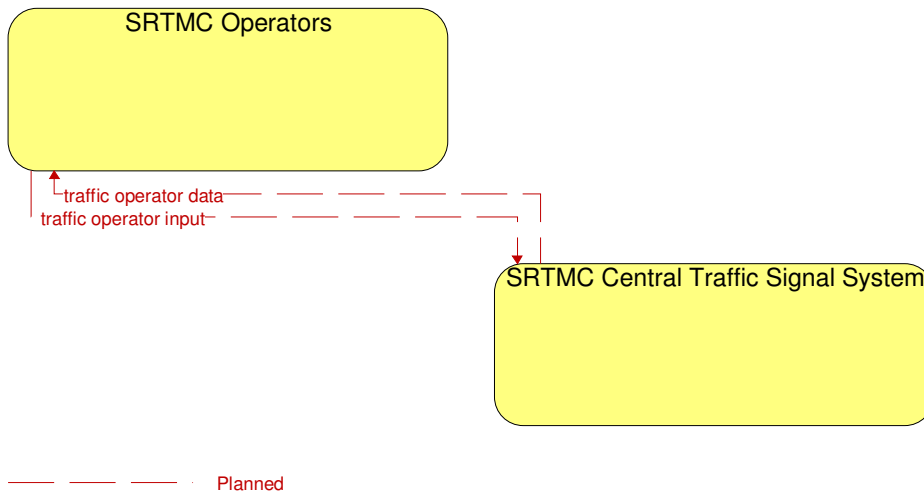 SRTMC Operators
traffic operator data
traffic operator input
SRTMC Central Traffic Signal System
Planned